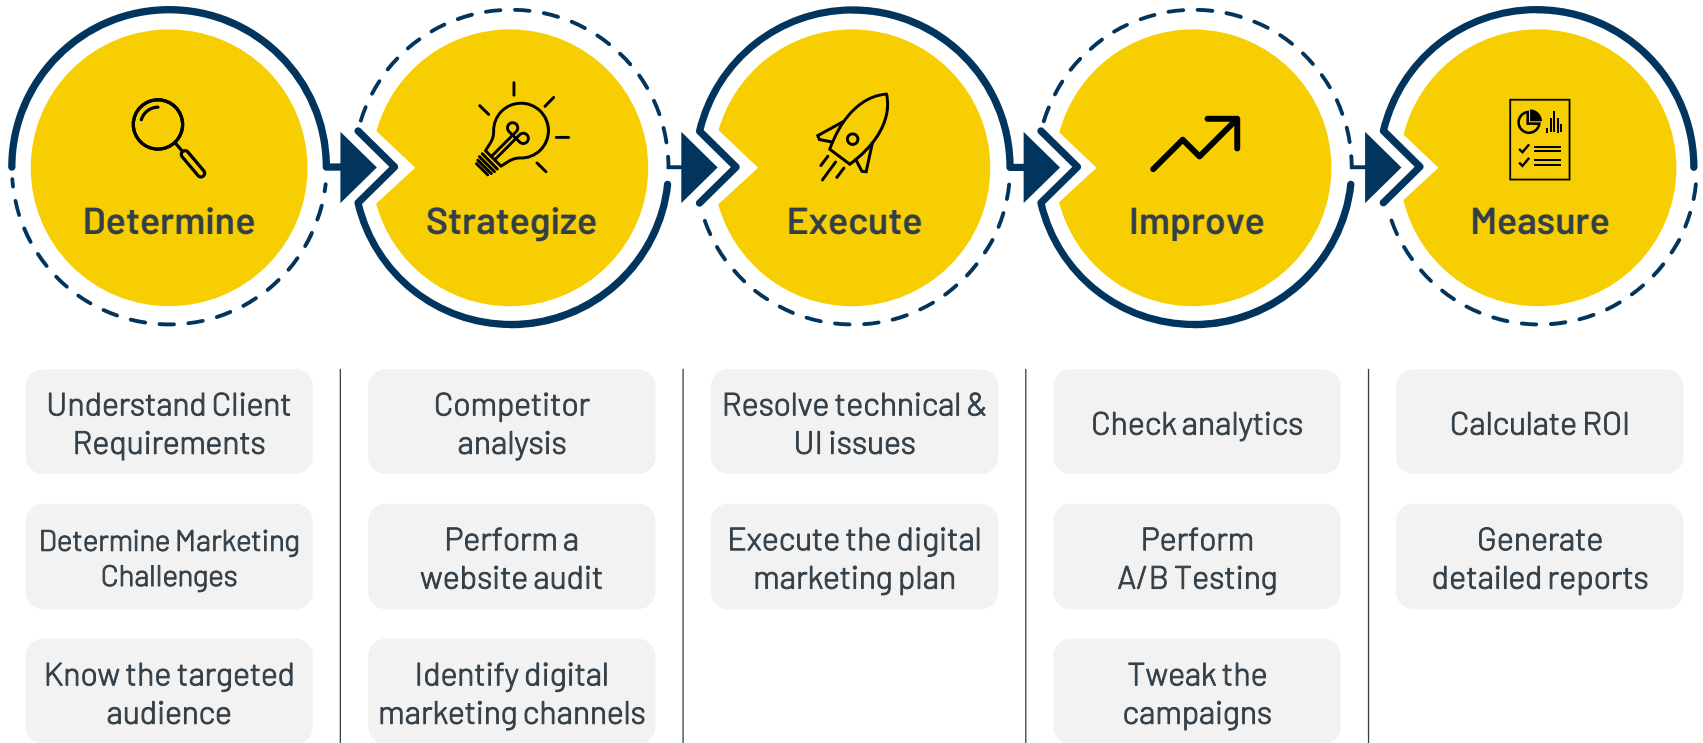 Determine
Strategize
Execute
Improve
Measure
Understand Client
Requirements
Determine Marketing
Challenges
Know the targeted
audience
Competitor
analysis
Perform a
website audit
Identify digital
marketing channels
Resolve technical &
UI issues
Execute the digital
marketing plan
Check analytics
Perform
A/B Testing
Tweak the
campaigns
Calculate ROI
Generate
detailed reports